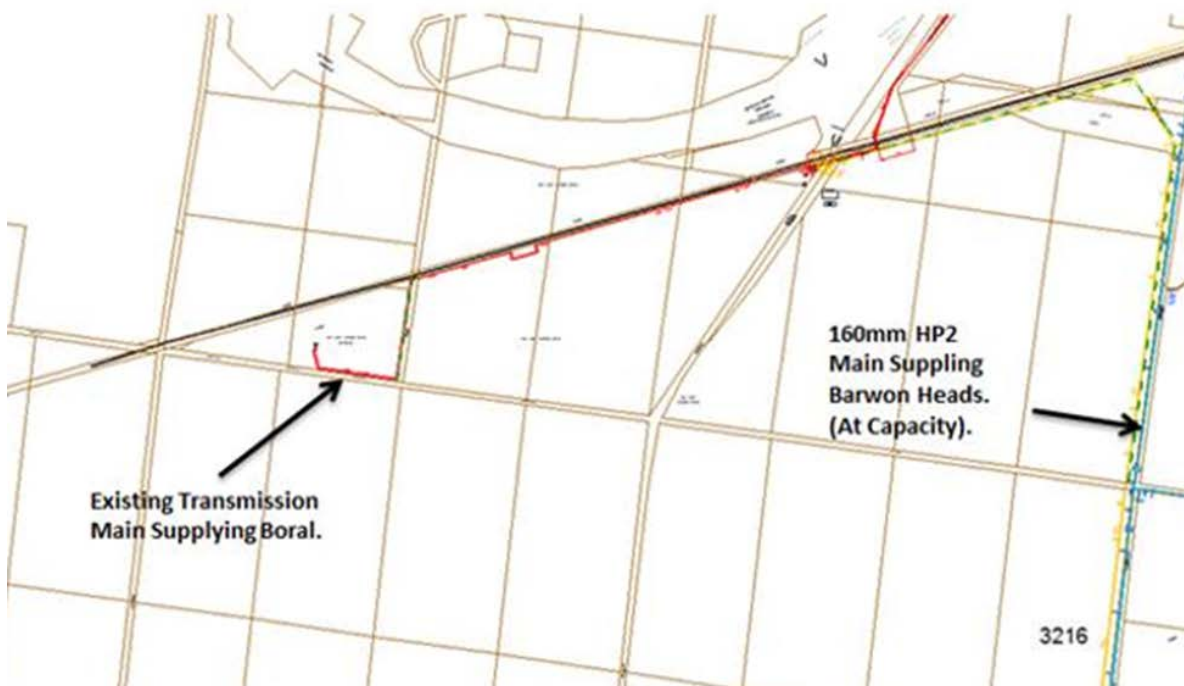 160mm HP2
Main Suppling
Barwon Heads.
(At Capacity).
Existing Transmission
Main Supplying Boral.
3216